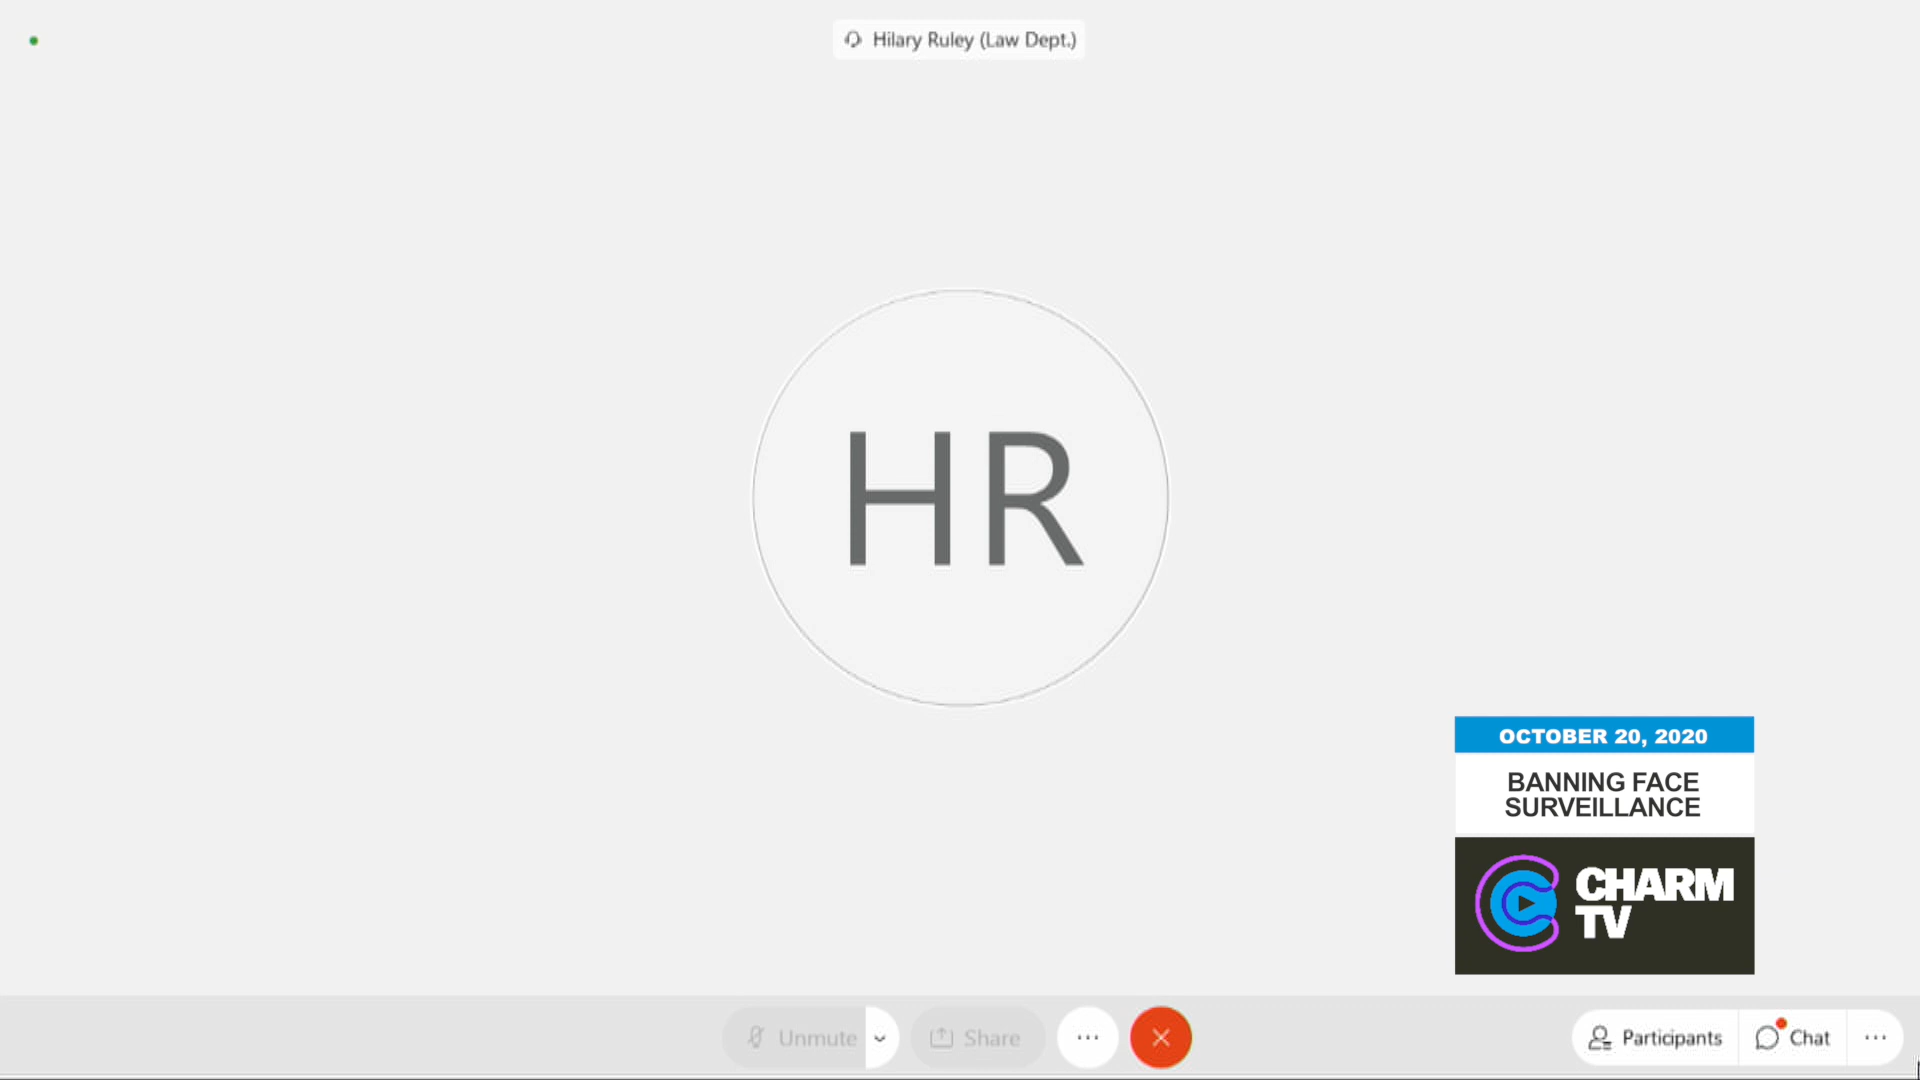 Hilary Ruley (Law Dept.)
HR
OCTOBER 20, 2020
BANNING FACE
SURVEILLANCE
CHARM
TV
Unmute
Share
Participants
Chat